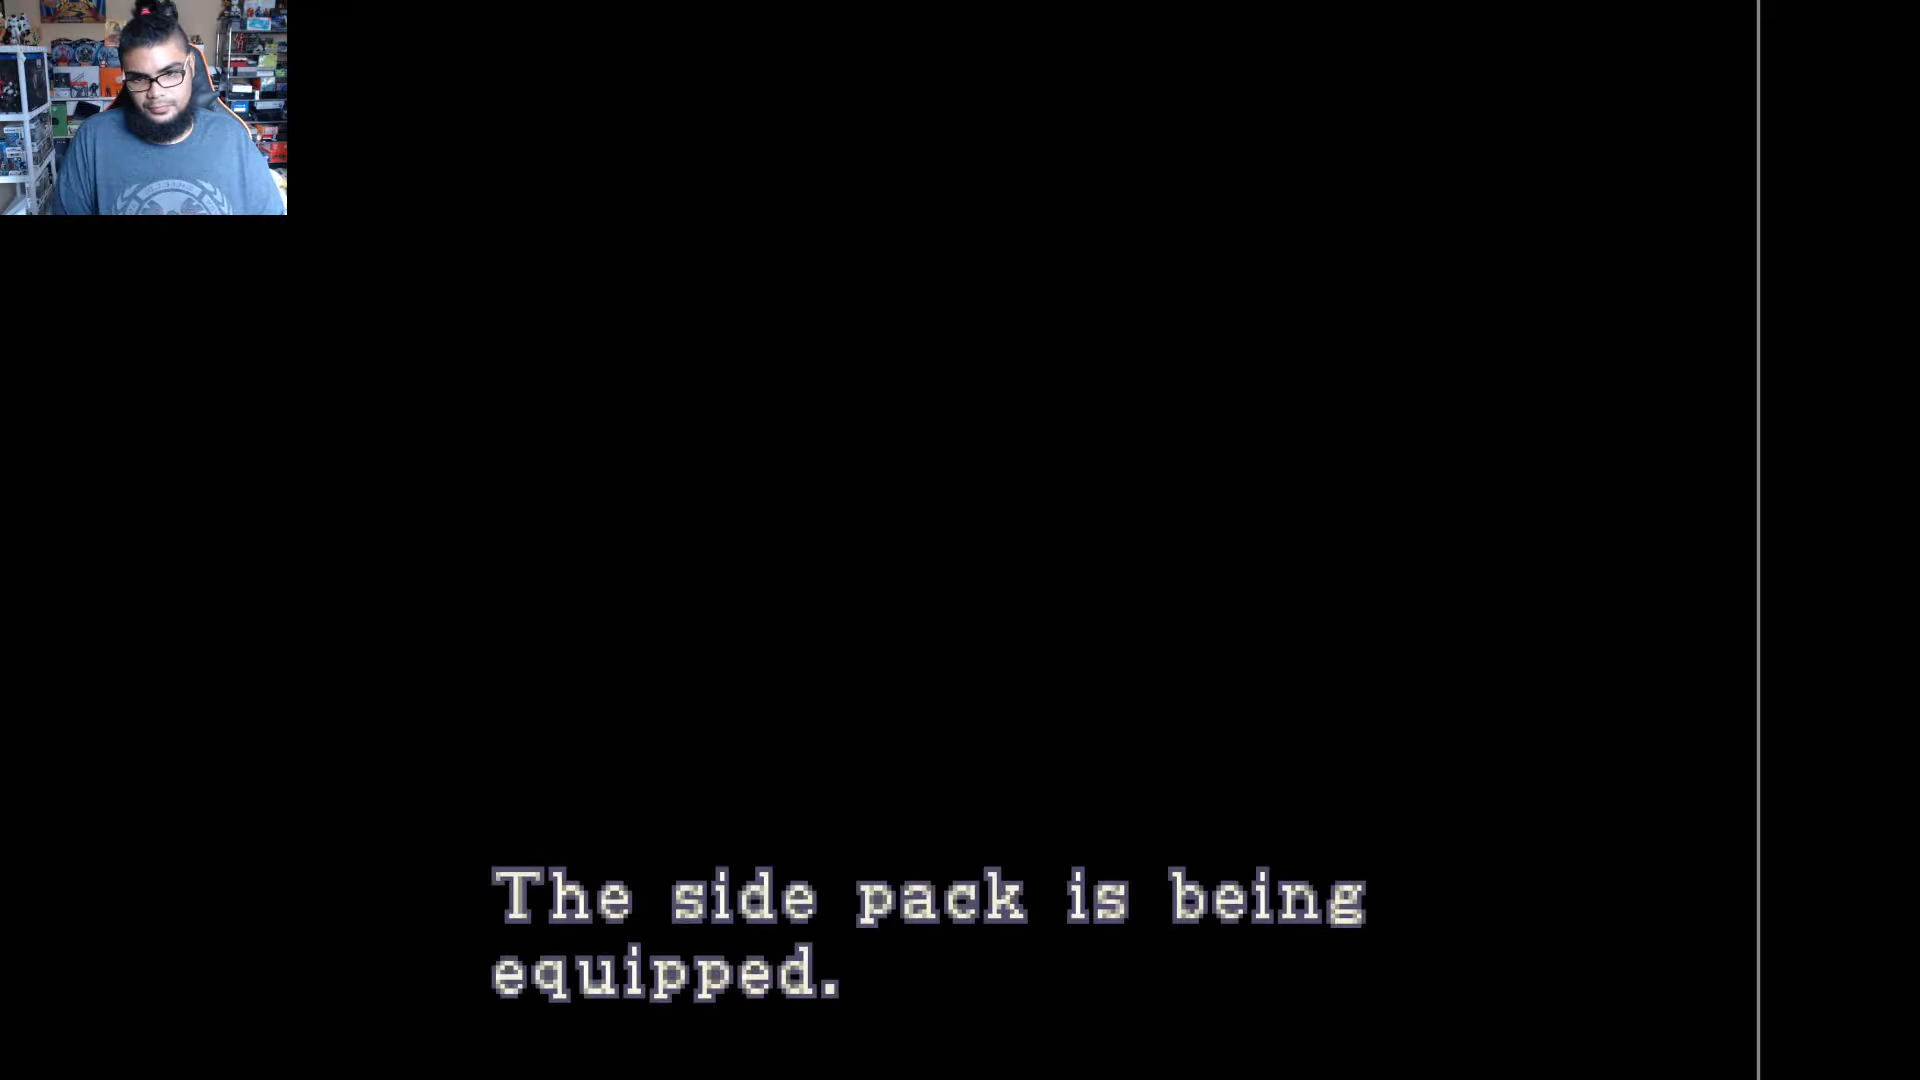 The side pack is being
equipped.